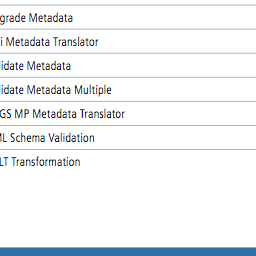 grade Metadata
i Metadata Translator
idate Metadata
idate Metadata Multiple
GS MP Metadata Translator
ML Schema Validation
LT Transformation